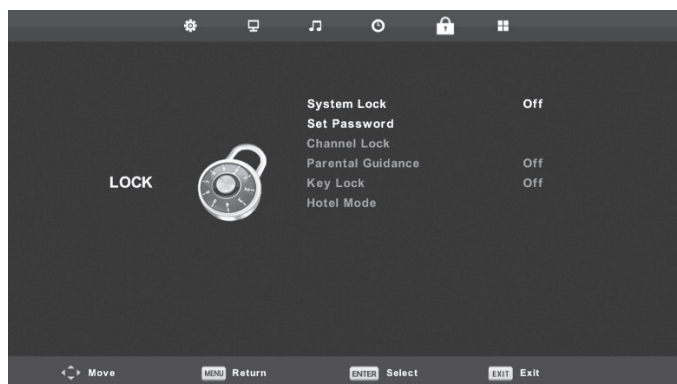 System Lock Off
Set Password
Channel Lock
Parental Guidance Off
LOCK
Key Lock Off
Hotel Mode
Move MENU Return ENTER Select EXIT Exit